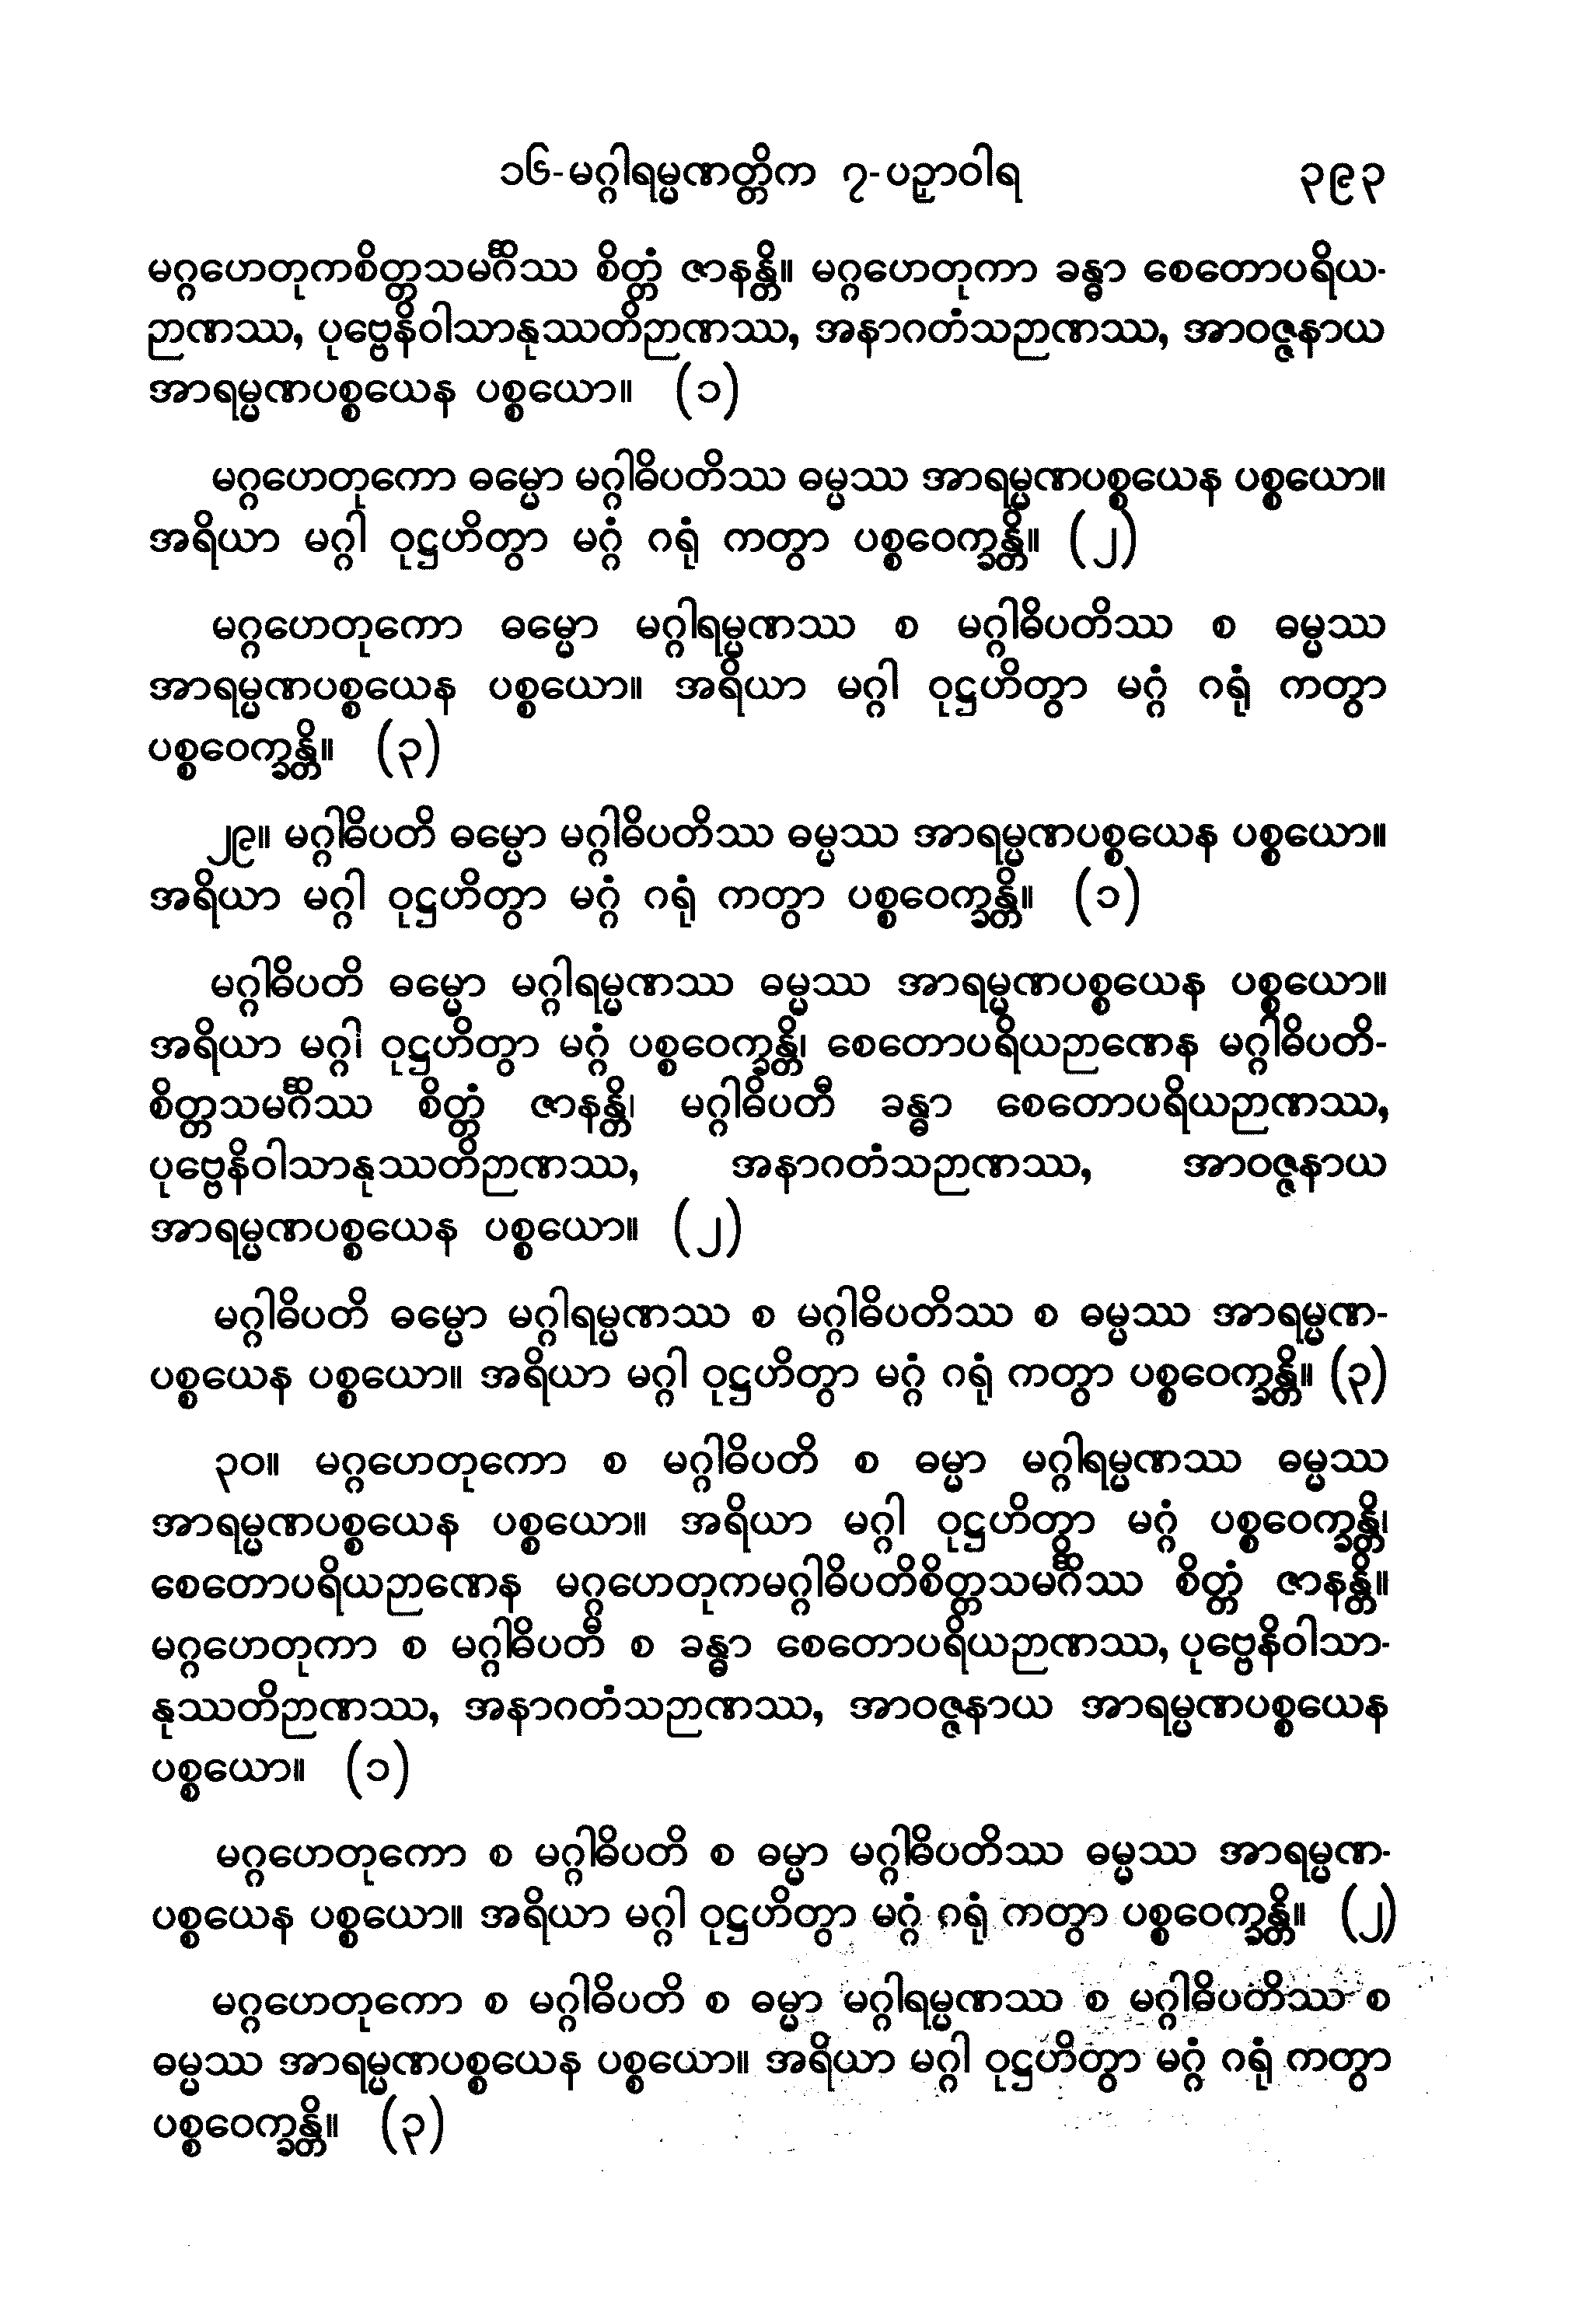 ၁၆-မဂ္ဂါရမ္မဏတ္တိက ၇-ပဉှာဝါရ ၃၉၃
မဂ္ဂဟေတုကစိတ္တသမင်္ဂိဿ စိတ္တံ ဇာနန္တိ။ မဂ္ဂဟေတုကာ ခန္ဓာ စေတောပရိယ-
ဉာဏဿ, ပုဗ္ဗေနိဝါသာနုဿတိဉာဏဿ, အနာဂတံသဉာဏဿ, အာဝဇ္ဇနာယ
အာရမ္မဏပစ္စယေန ပစ္စယော။ (၁)
မဂ္ဂဟေတုကော ဓမ္မော မဂ္ဂါဓိပတိဿ ဓမ္မဿ အာရမ္မဏပစ္စယေန ပစ္စယော။
အရိယာ မဂ္ဂါ ဝုဋ္ဌဟိတွာ မဂ္ဂံ ဂရုံ ကတွာ ပစ္စဝေက္ခန္တိ။ (၂)
မဂ္ဂဟေတုကော ဓမ္မော မဂ္ဂါရမ္မဏဿ စ မဂ္ဂါဓိပတိဿ စ ဓမ္မဿ
အာရမ္မဏပစ္စယေန ပစ္စယော။ အရိယာ မဂ္ဂါ ဝုဋ္ဌဟိတွာ မဂ္ဂံ ဂရုံ ကတွာ
ပစ္စဝေက္ခန္တိ။ (၃)
၂၉။ မဂ္ဂါဓိပတိ ဓမ္မော မဂ္ဂါဓိပတိဿ ဓမ္မဿ အာရမ္မဏပစ္စယေန ပစ္စယော။
အရိယာ မဂ္ဂါ ဝုဋ္ဌဟိတွာ မဂ္ဂံ ဂရုံ ကတွာ ပစ္စဝေက္ခန္တိ။ (၁)
မဂ္ဂါဓိပတိ ဓမ္မော မဂ္ဂါရမ္မဏဿ ဓမ္မဿ အာရမ္မဏပစ္စယေန ပစ္စယော။
အရိယာ မဂ္ဂါ ဝုဋ္ဌဟိတွာ မဂ္ဂံ ပစ္စဝေက္ခန္တိ၊ စေတောပရိယဉာဏေန မဂ္ဂါဓိပတိ-
စိတ္တသမင်္ဂိဿ စိတ္တံ ဇာနန္တိ၊ မဂ္ဂါဓိပတီ ခန္ဓာ စေတောပရိယဉာဏဿ,
ပုဗ္ဗေနိဝါသာနုဿတိဉာဏဿ, အနာဂတံသဉာဏဿ, အာဝဇ္ဇနာယ
အာရမ္မဏပစ္စယေန ပစ္စယော။ (၂)
မဂ္ဂါဓိပတိ ဓမ္မော မဂ္ဂါရမ္မဏဿ စ မဂ္ဂါဓိပတိဿ စ ဓမ္မဿ အာရမ္မဏ-
ပစ္စယေန ပစ္စယော။ အရိယာ မဂ္ဂါ ဝုဋ္ဌဟိတွာ မဂ္ဂံ ဂရုံ ကတွာ ပစ္စဝေက္ခန္တိ။ (၃)
၃၀။ မဂ္ဂဟေတုကော စ မဂ္ဂါဓိပတိ စ ဓမ္မာ မဂ္ဂါရမ္မဏဿ ဓမ္မဿ
အာရမ္မဏပစ္စယေန ပစ္စယော။ အရိယာ မဂ္ဂါ ဝုဋ္ဌဟိတွာ မဂ္ဂံ ပစ္စဝေက္ခန္တိ၊
စေတောပရိယဉာဏေန မဂ္ဂဟေတုကမဂ္ဂါဓိပတိစိတ္တသမင်္ဂိဿ စိတ္တံ ဇာနန္တိ။
မဂ္ဂဟေတုကာ စ မဂ္ဂါဓိပတီ စ ခန္ဓာ စေတောပရိယဉာဏဿ, ပုဗ္ဗေနိဝါသာ-
နုဿတိဉာဏဿ, အနာဂတံသဉာဏဿ, အာဝဇ္ဇနာယ အာရမ္မဏပစ္စယေန
ပစ္စယော။ (၁)
မဂ္ဂဟေတုကော စ မဂ္ဂါဓိပတိ စ ဓမ္မာ မဂ္ဂါဓိပတိဿ ဓမ္မဿ အာရမ္မဏ-
ပစ္စယေန ပစ္စယော။ အရိယာ မဂ္ဂါ ဝုဋ္ဌဟိတွာ မဂ္ဂံ ဂရုံ ကတွာ ပစ္စဝေက္ခန္တိ။ (၂)
မဂ္ဂဟေတုကော စ မဂ္ဂါဓိပတိ စ ဓမ္မာ မဂ္ဂါရမ္မဏဿ စ မဂ္ဂါဓိပတိဿ စ
ဓမ္မဿ အာရမ္မဏပစ္စယေန ပစ္စယော။ အရိယာ မဂ္ဂါ ဝုဋ္ဌဟိတွာ မဂ္ဂံ ဂရုံ ကတွာ
ပစ္စဝေက္ခန္တိ။ (၃)